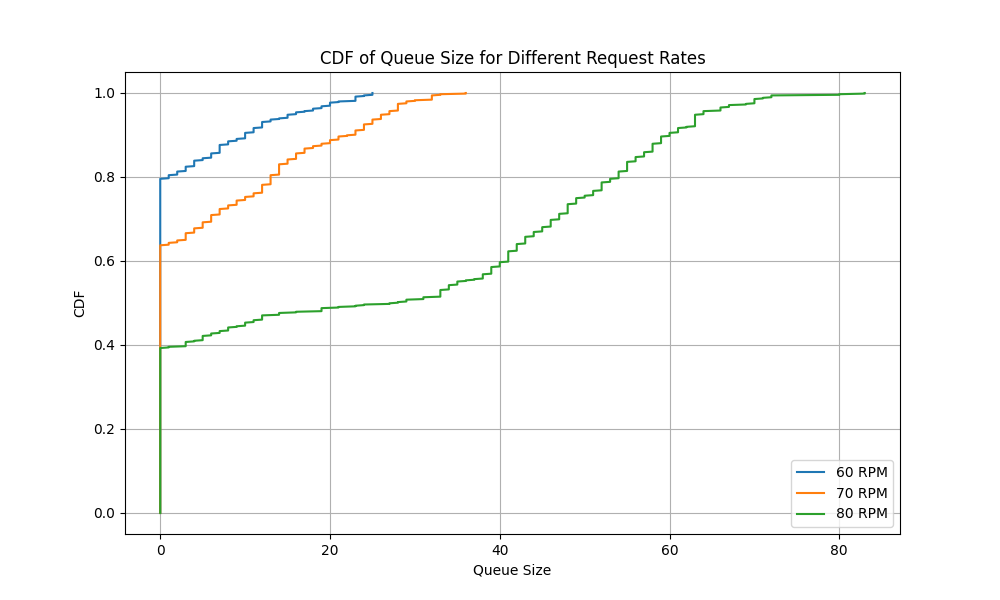 CDF of Queue Size for Different Request Rates
1.0
0.8
0.6
0.4
0.2
0.0
CDF
0
20
40
60
80
Queue Size
60 RPM
70 RPM
80 RPM